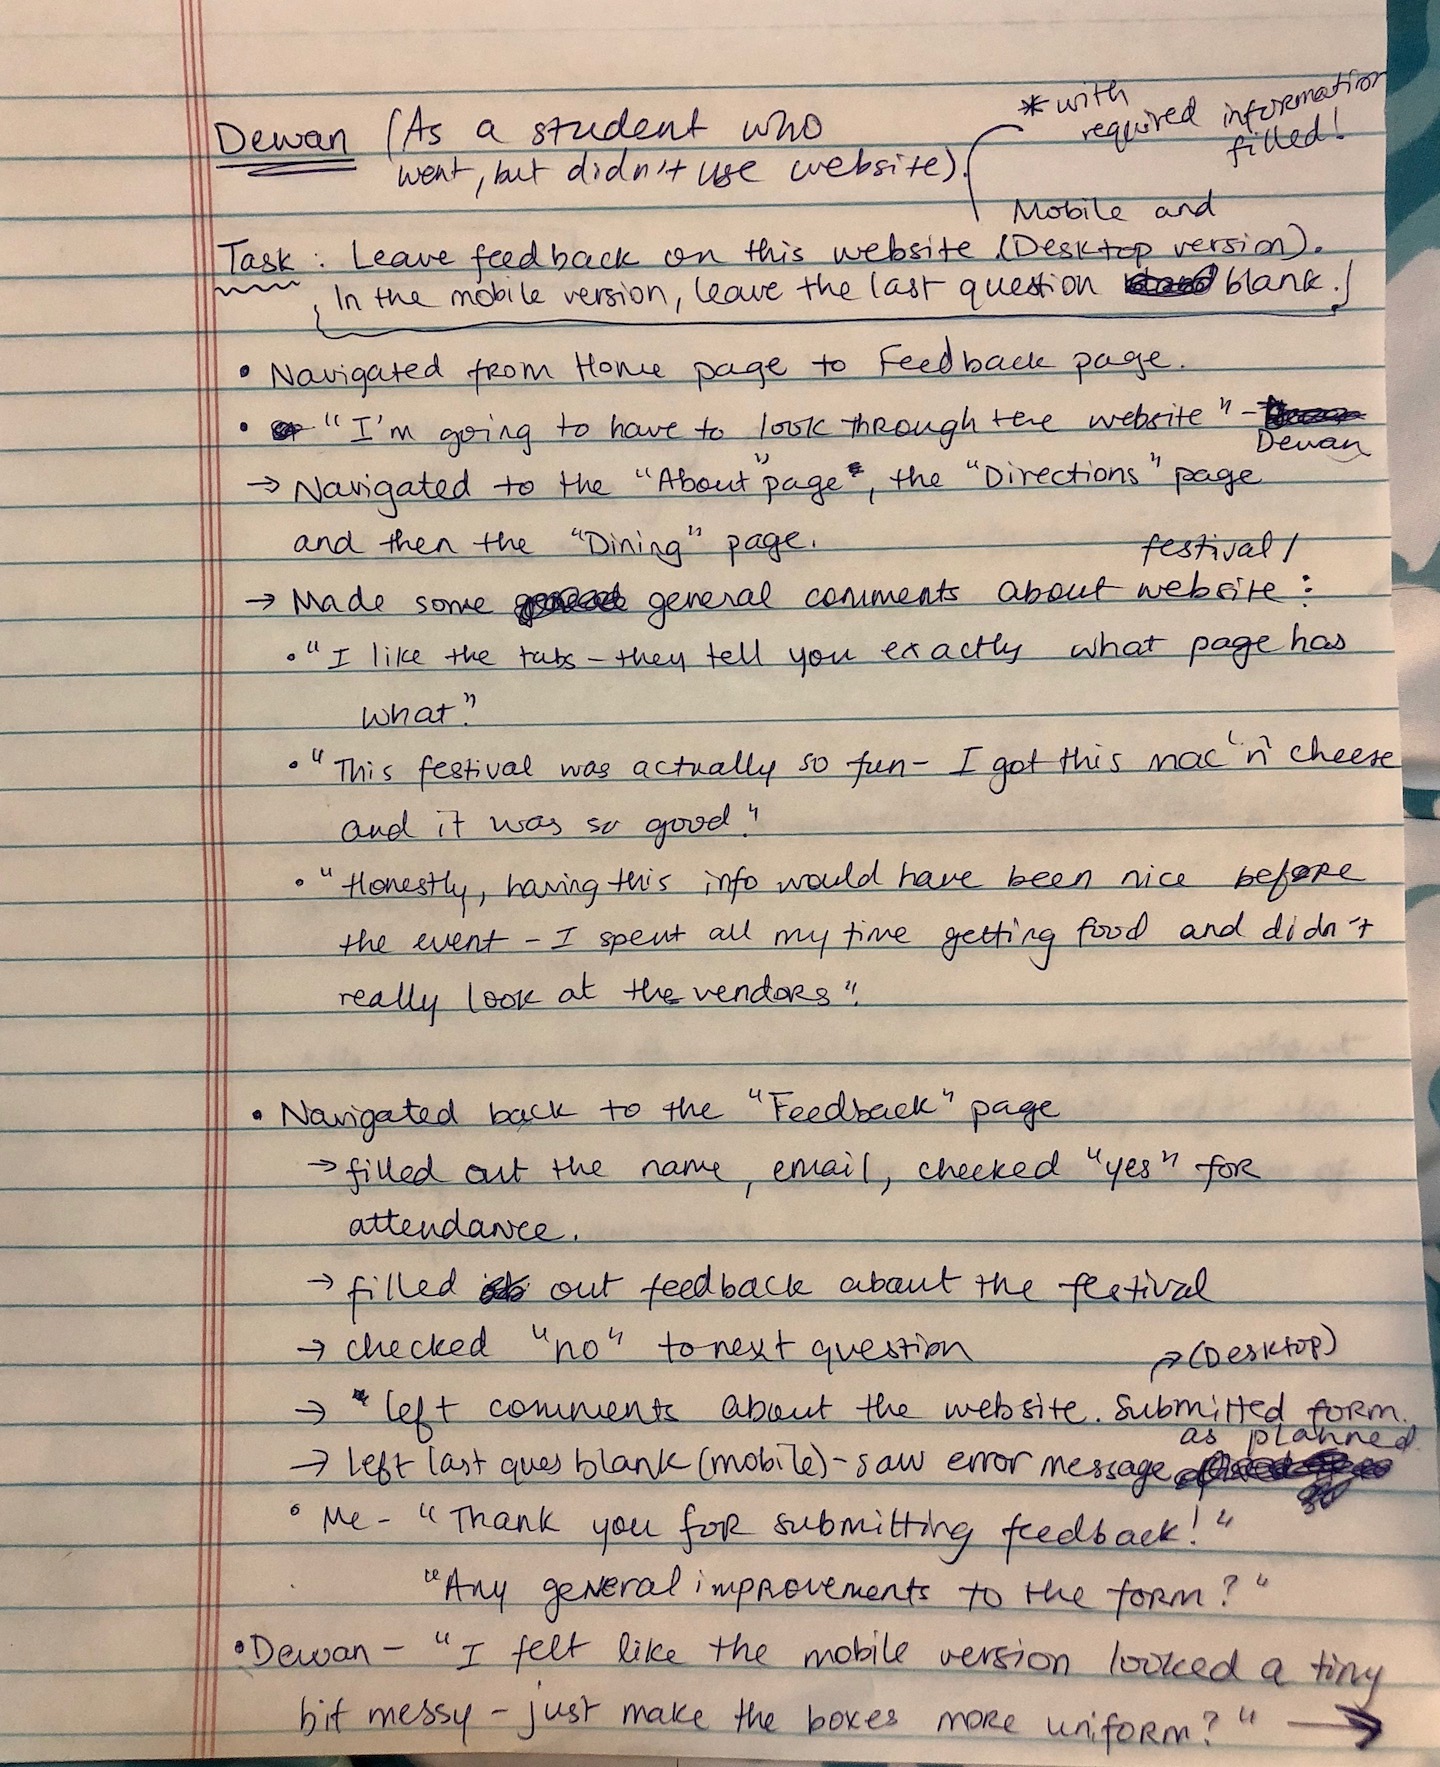 Dewan (As a student who
went, but didn't use website).
*with
required information
filled!
Mobile and
Task: Leave feedback on this website (Desktop version).
In the mobile version, leave the last question blank.
• Navigated from Home page to Feedback page.
• "I'm going to have to look through the website" -
Dewan
→ Navigated to the "About" page, the "Directions" page
and then the "Dining" page.
festival/
→ Made some general comments about website:
• "I like the tabs - they tell you exactly what page has
what."
• "This festival was actually so fun - I got this mac 'n' cheese
and it was so good."
• "Honestly, having this info would have been nice before
the event - I spent all my time getting food and didn't
really look at the vendors".
• Navigated back to the "Feedback" page
→ filled out the name, email, checked "yes" for
attendance.
→ filled out feedback about the festival
→ checked "no" to next question
→ (Desktop)
→ left comments about the website. Submitted form.
as planned
→ left last ques blank (mobile) - saw error message
• Me - "Thank you for submitting feedback!"
"Any general improvements to the form?"
• Dewan - "I felt like the mobile version looked a tiny
bit messy - just make the boxes more uniform?" →